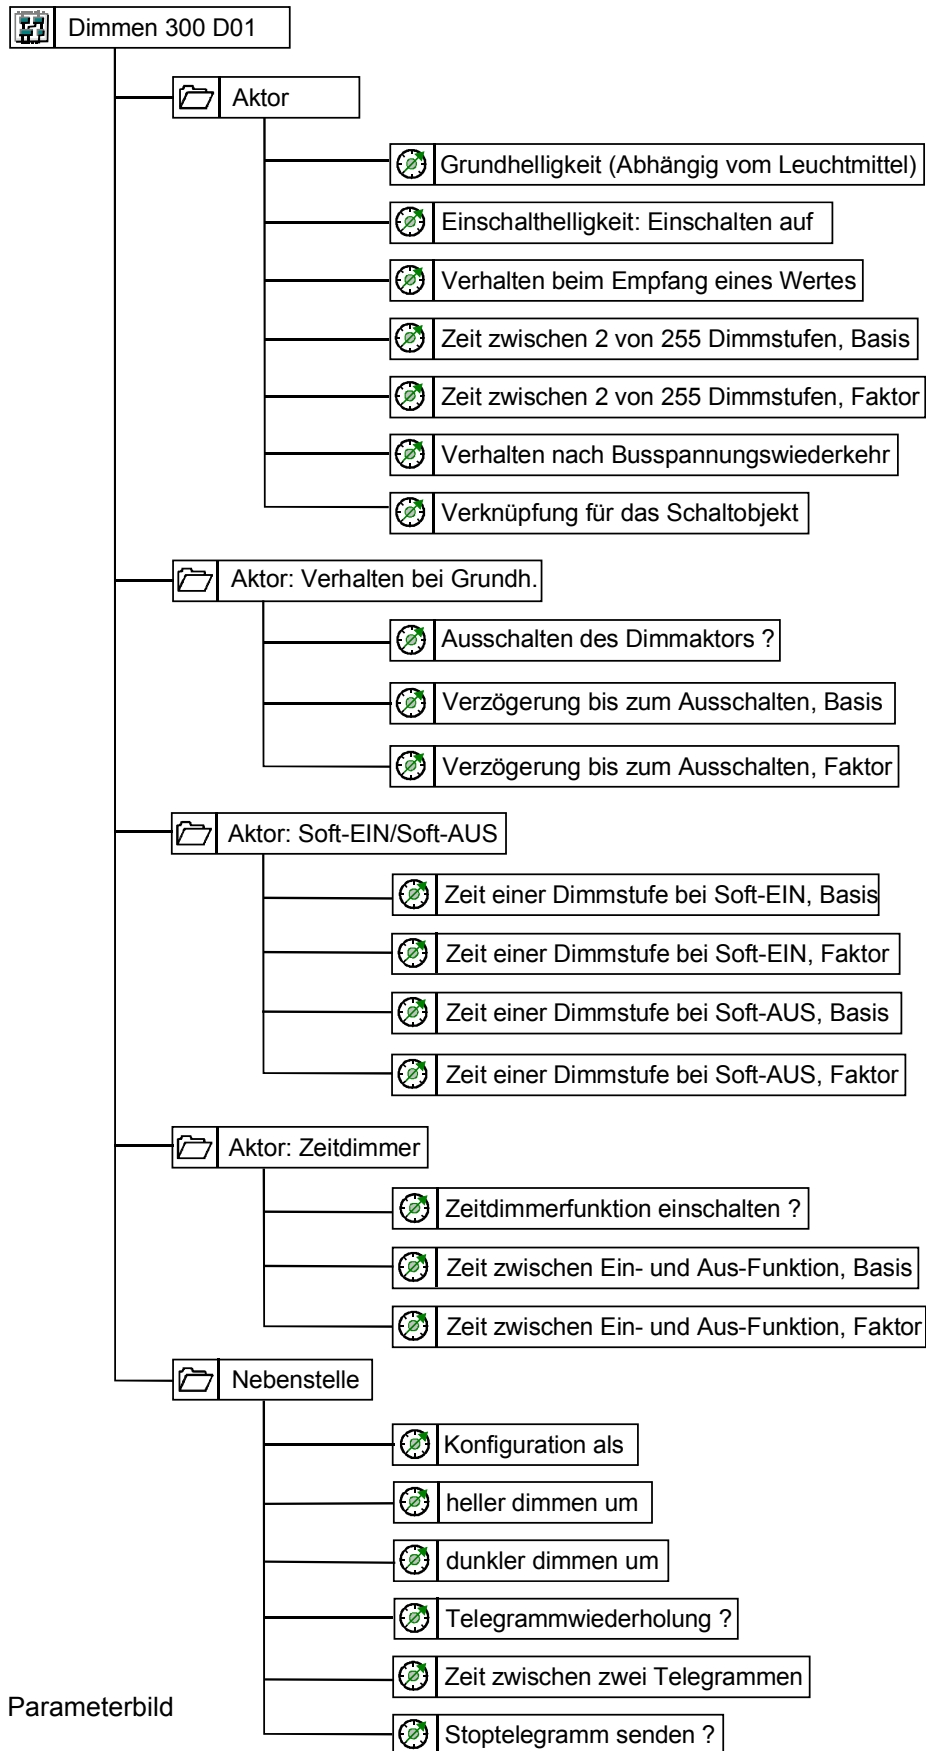 Dimmen 300 D01
Aktor
Grundhelligkeit (Abhängig vom Leuchtmittel)
Einschalthelligkeit: Einschalten auf
Verhalten beim Empfang eines Wertes
Zeit zwischen 2 von 255 Dimmstufen, Basis
Zeit zwischen 2 von 255 Dimmstufen, Faktor
Verhalten nach Busspannungswiederkehr
Verknüpfung für das Schaltobjekt
Aktor: Verhalten bei Grundh.
Ausschalten des Dimmaktors ?
Verzögerung bis zum Ausschalten, Basis
Verzögerung bis zum Ausschalten, Faktor
Aktor: Soft-EIN/Soft-AUS
Zeit einer Dimmstufe bei Soft-EIN, Basis
Zeit einer Dimmstufe bei Soft-EIN, Faktor
Zeit einer Dimmstufe bei Soft-AUS, Basis
Zeit einer Dimmstufe bei Soft-AUS, Faktor
Aktor: Zeitdimmer
Zeitdimmerfunktion einschalten ?
Zeit zwischen Ein- und Aus-Funktion, Basis
Zeit zwischen Ein- und Aus-Funktion, Faktor
Nebenstelle
Konfiguration als
heller dimmen um
dunkler dimmen um
Telegrammwiederholung ?
Zeit zwischen zwei Telegrammen
Stoptelegramm senden ?
Parameterbild